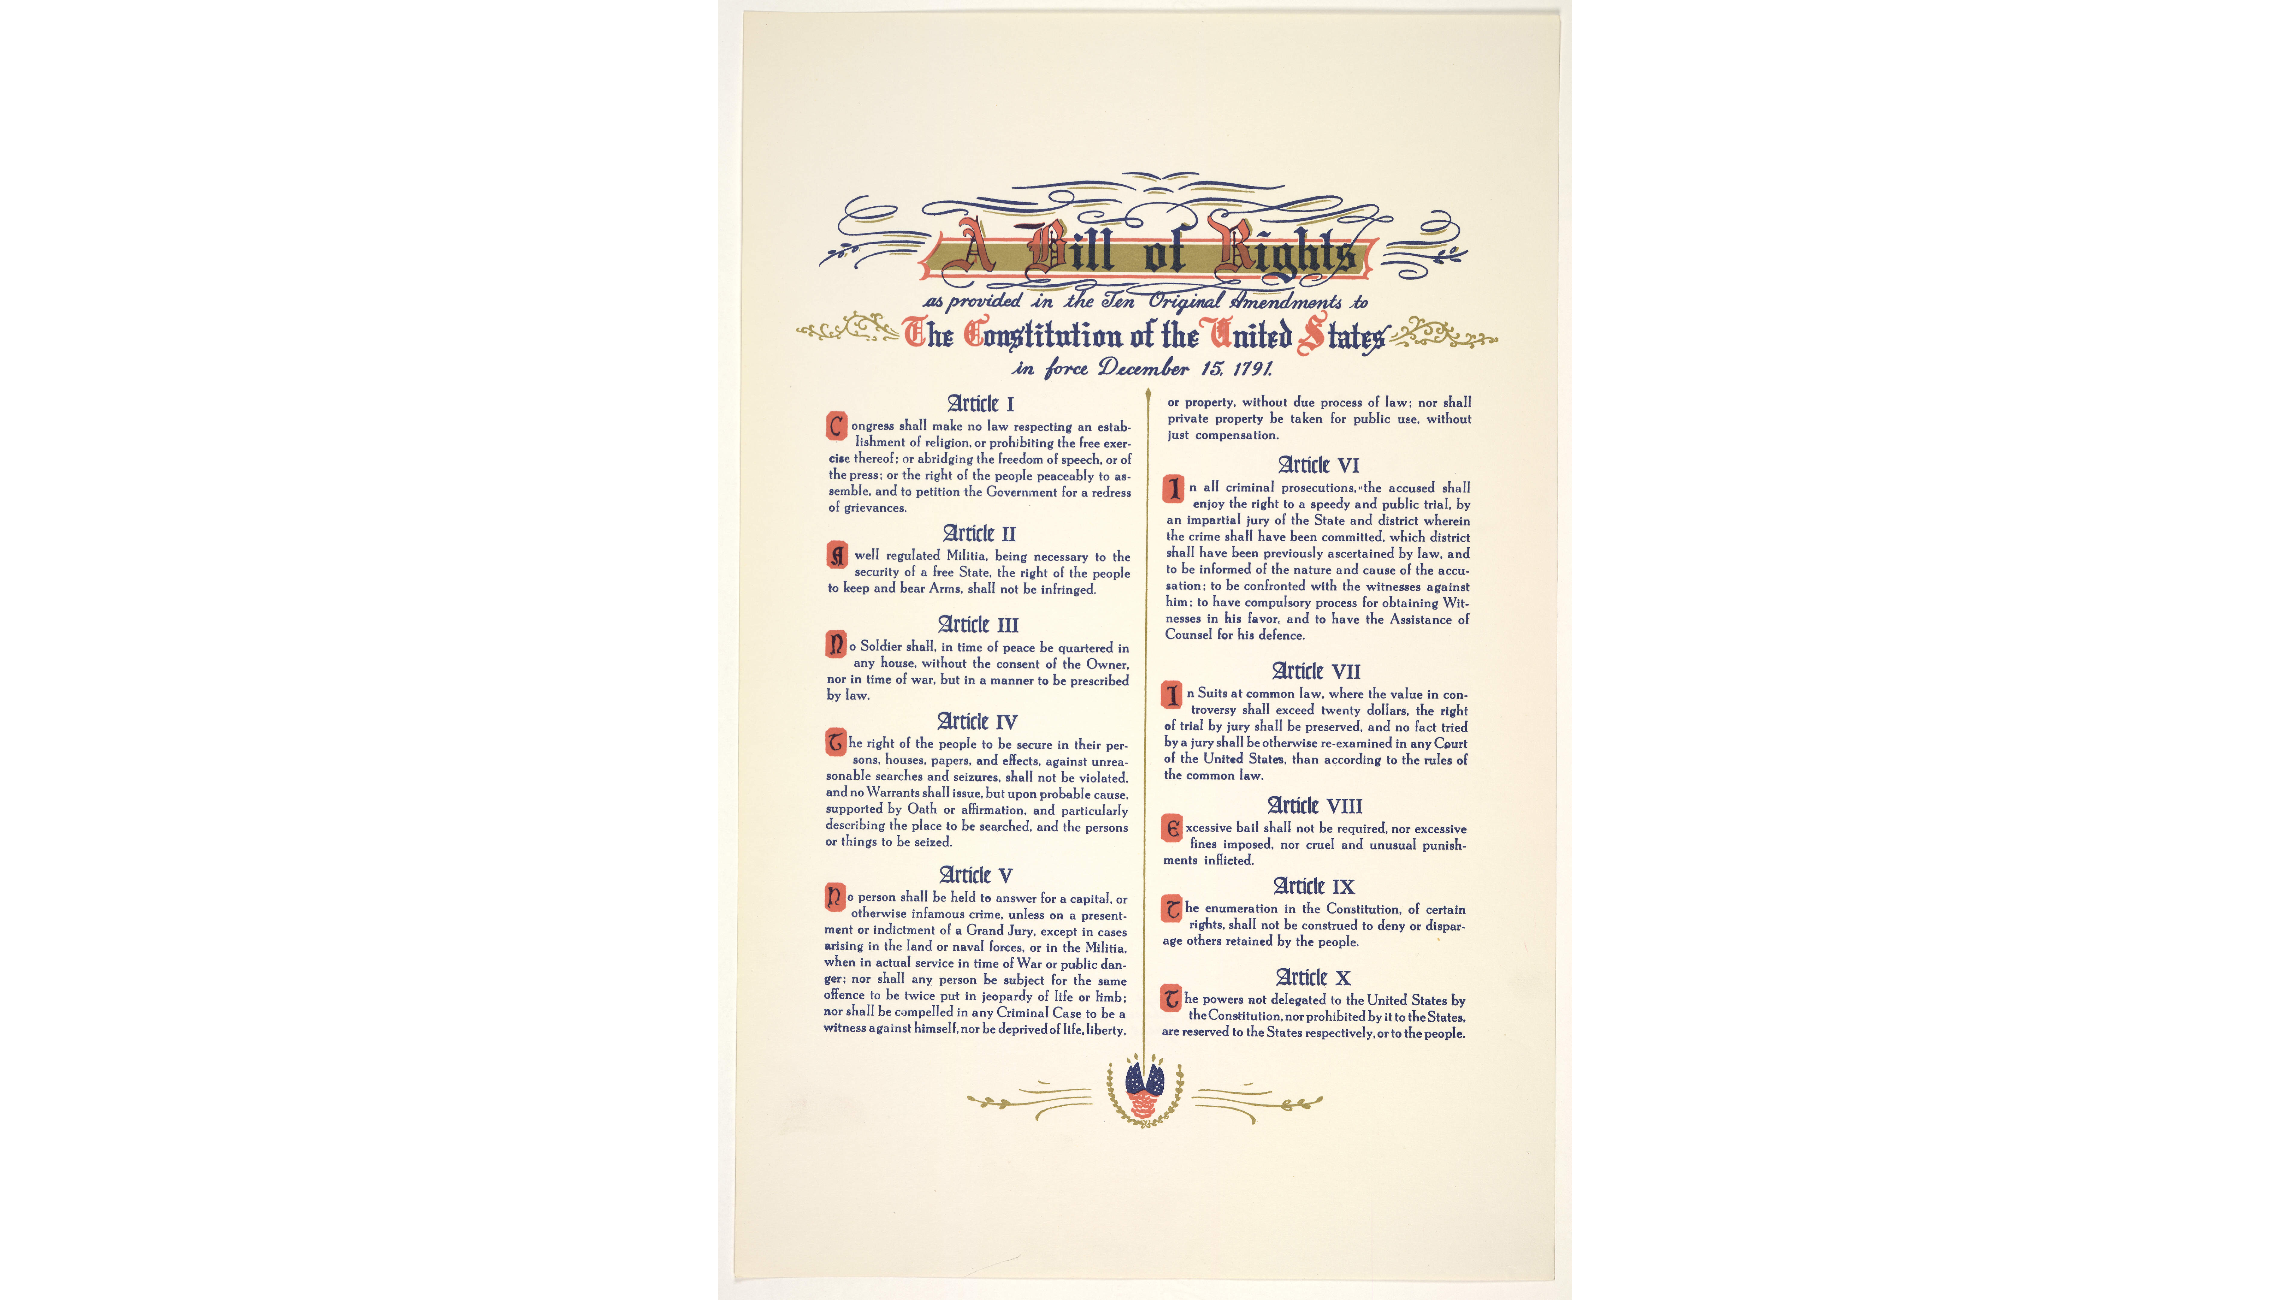 A Bill of Rights
as provided in the Ten Original Amendments to
The Constitution of the United States
in force December 15, 1791.
Article I
Congress shall make no law respecting an estab-
lishment of religion, or prohibiting the free exer-
cise thereof; or abridging the freedom of speech, or of
the press; or the right of the people peaceably to as-
semble, and to petition the Government for a redress
of grievances.
Article II
A well regulated Militia, being necessary to the
security of a free State, the right of the people
to keep and bear Arms, shall not be infringed.
Article III
No Soldier shall, in time of peace be quartered in
any house, without the consent of the Owner,
nor in time of war, but in a manner to be prescribed
by law.
Article IV
The right of the people to be secure in their per-
sons, houses, papers, and effects, against unrea-
sonable searches and seizures, shall not be violated,
and no Warrants shall issue, but upon probable cause,
supported by Oath or affirmation, and particularly
describing the place to be searched, and the persons
or things to be seized.
Article V
No person shall be held to answer for a capital, or
otherwise infamous crime, unless on a present-
ment or indictment of a Grand Jury, except in cases
arising in the land or naval forces, or in the Militia,
when in actual service in time of War or public dan-
ger; nor shall any person be subject for the same
offence to be twice put in jeopardy of life or limb;
nor shall be compelled in any Criminal Case to be a
witness against himself, nor be deprived of life, liberty,
or property, without due process of law; nor shall
private property be taken for public use, without
just compensation.
Article VI
In all criminal prosecutions, the accused shall
enjoy the right to a speedy and public trial, by
an impartial jury of the State and district wherein
the crime shall have been committed, which district
shall have been previously ascertained by law, and
to be informed of the nature and cause of the accu-
sation; to be confronted with the witnesses against
him; to have compulsory process for obtaining Wit-
nesses in his favor, and to have the Assistance of
Counsel for his defence.
Article VII
In Suits at common law, where the value in con-
troversy shall exceed twenty dollars, the right
of trial by jury shall be preserved, and no fact tried
by a jury shall be otherwise re-examined in any Court
of the United States, than according to the rules of
the common law.
Article VIII
Excessive bail shall not be required, nor excessive
fines imposed, nor cruel and unusual punish-
ments inflicted.
Article IX
The enumeration in the Constitution, of certain
rights, shall not be construed to deny or dispar-
age others retained by the people.
Article X
The powers not delegated to the United States by
the Constitution, nor prohibited by it to the States,
are reserved to the States respectively, or to the people.